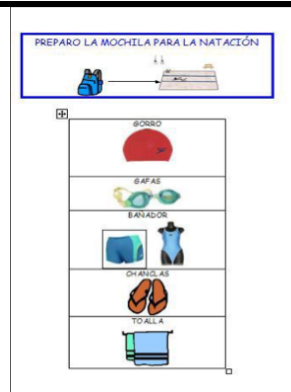 PREPARO LA MOCHILA PARA LA NATACIÓN
GORRO
GAFAS
BAÑADOR
CHANCLAS
TOALLA